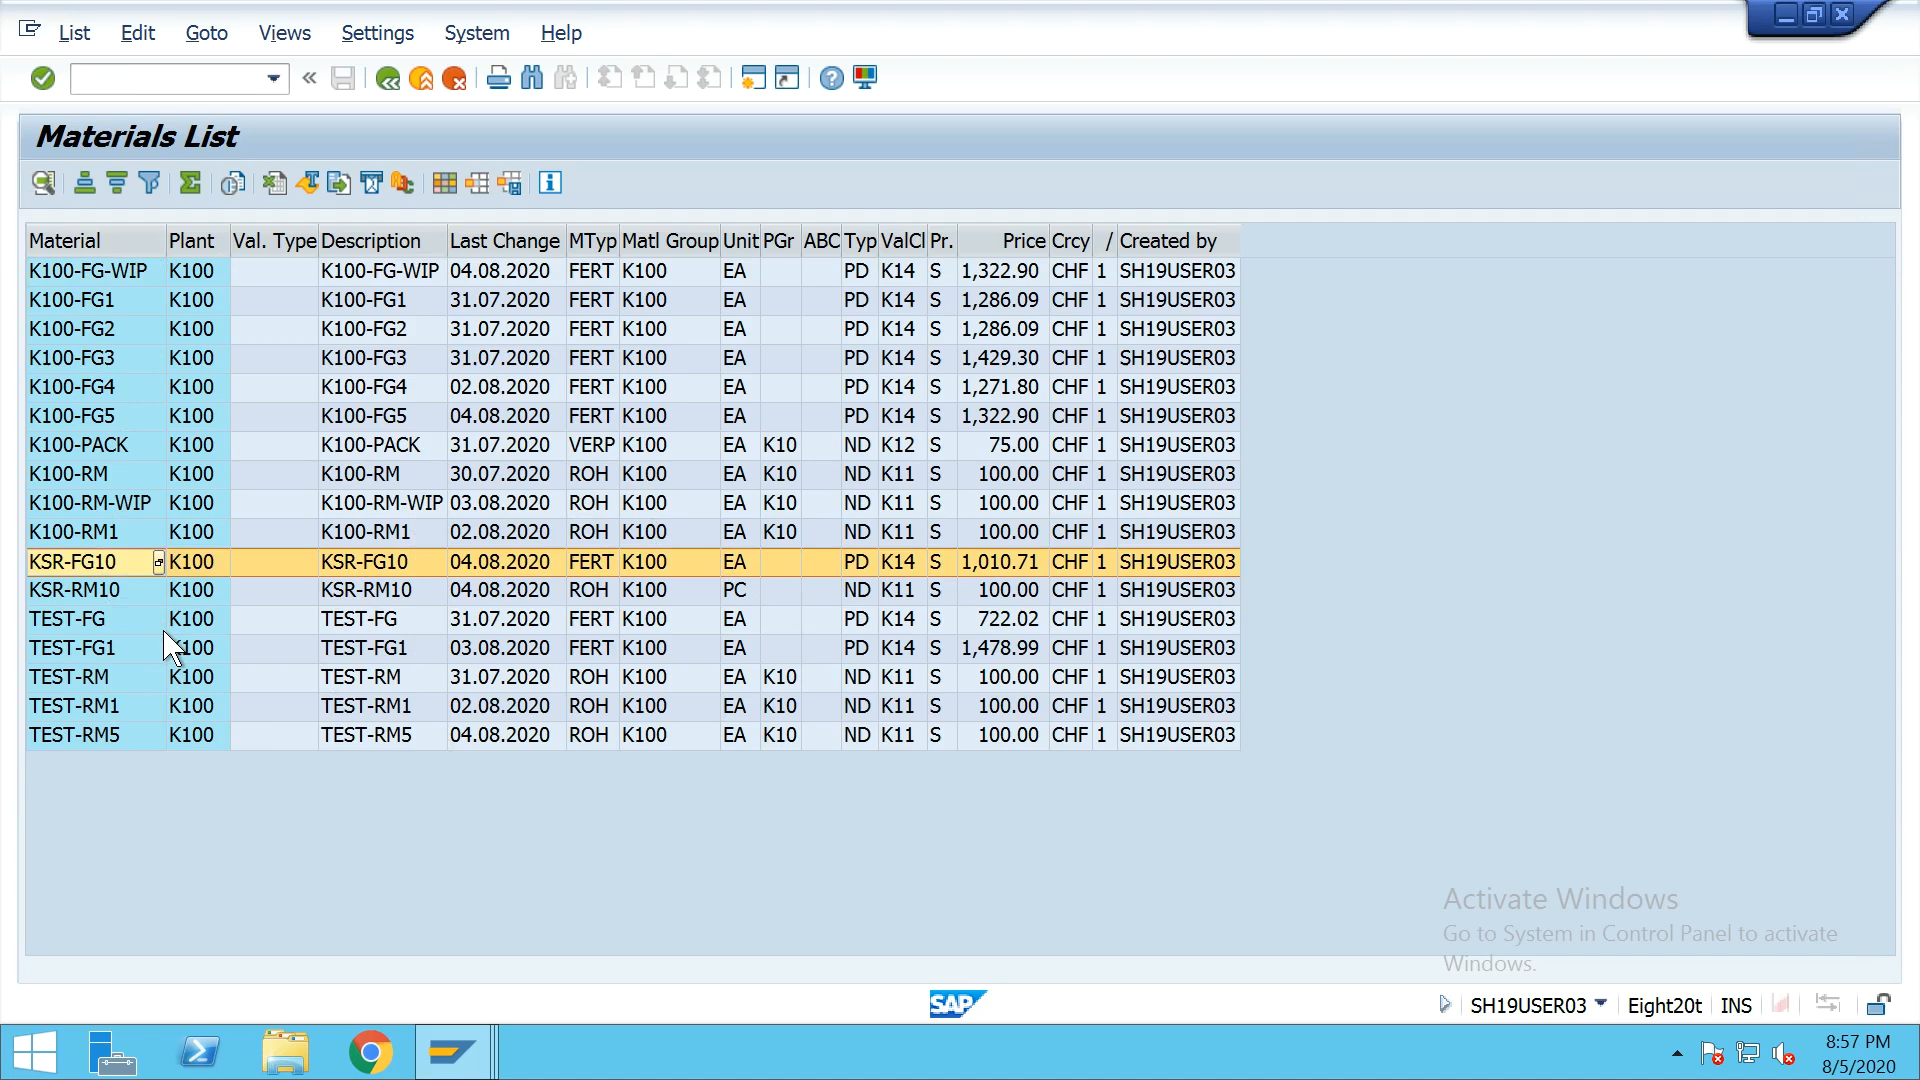 List Edit Goto Views Settings System Help
Materials List
Material Plant Val. Type Description Last Change MTyp Matl Group Unit PGr ABC Typ ValCl Pr. Price Crcy / Created by
K100-FG-WIP K100 K100-FG-WIP 04.08.2020 FERT K100 EA PD K14 S 1,322.90 CHF 1 SH19USER03
K100-FG1 K100 K100-FG1 31.07.2020 FERT K100 EA PD K14 S 1,286.09 CHF 1 SH19USER03
K100-FG2 K100 K100-FG2 31.07.2020 FERT K100 EA PD K14 S 1,286.09 CHF 1 SH19USER03
K100-FG3 K100 K100-FG3 31.07.2020 FERT K100 EA PD K14 S 1,429.30 CHF 1 SH19USER03
K100-FG4 K100 K100-FG4 02.08.2020 FERT K100 EA PD K14 S 1,271.80 CHF 1 SH19USER03
K100-FG5 K100 K100-FG5 04.08.2020 FERT K100 EA PD K14 S 1,322.90 CHF 1 SH19USER03
K100-PACK K100 K100-PACK 31.07.2020 VERP K100 EA K10 ND K12 S 75.00 CHF 1 SH19USER03
K100-RM K100 K100-RM 30.07.2020 ROH K100 EA K10 ND K11 S 100.00 CHF 1 SH19USER03
K100-RM-WIP K100 K100-RM-WIP 03.08.2020 ROH K100 EA K10 ND K11 S 100.00 CHF 1 SH19USER03
K100-RM1 K100 K100-RM1 02.08.2020 ROH K100 EA K10 ND K11 S 100.00 CHF 1 SH19USER03
KSR-FG10 K100 KSR-FG10 04.08.2020 FERT K100 EA PD K14 S 1,010.71 CHF 1 SH19USER03
KSR-RM10 K100 KSR-RM10 04.08.2020 ROH K100 PC ND K11 S 100.00 CHF 1 SH19USER03
TEST-FG K100 TEST-FG 31.07.2020 FERT K100 EA PD K14 S 722.02 CHF 1 SH19USER03
TEST-FG1 K100 TEST-FG1 03.08.2020 FERT K100 EA PD K14 S 1,478.99 CHF 1 SH19USER03
TEST-RM K100 TEST-RM 31.07.2020 ROH K100 EA K10 ND K11 S 100.00 CHF 1 SH19USER03
TEST-RM1 K100 TEST-RM1 02.08.2020 ROH K100 EA K10 ND K11 S 100.00 CHF 1 SH19USER03
TEST-RM5 K100 TEST-RM5 04.08.2020 ROH K100 EA K10 ND K11 S 100.00 CHF 1 SH19USER03
Activate Windows
Go to System in Control Panel to activate
Windows.
SAP SH19USER03 Eight20t INS
8:57 PM
8/5/2020